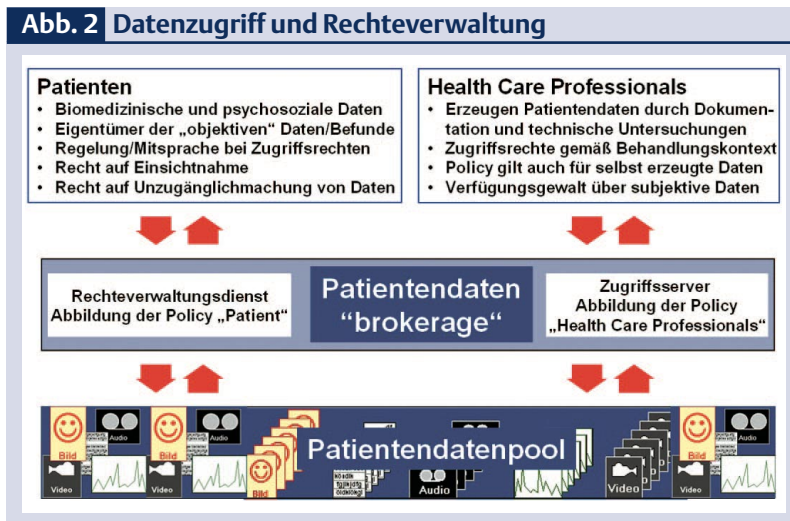 Abb. 2 Datenzugriff und Rechteverwaltung
Patienten
• Biomedizinische und psychosoziale Daten
• Eigentümer der „objektiven“ Daten/Befunde
• Regelung/Mitsprache bei Zugriffsrechten
• Recht auf Einsichtnahme
• Recht auf Unzugänglichmachung von Daten
Health Care Professionals
• Erzeugen Patientendaten durch Dokumen-
tation und technische Untersuchungen
• Zugriffsrechte gemäß Behandlungskontext
• Policy gilt auch für selbst erzeugte Daten
• Verfügungsgewalt über subjektive Daten
Rechteverwaltungsdienst
Abbildung der Policy „Patient“
Patientendaten
“brokerage“
Zugriffsserver
Abbildung der Policy
„Health Care Professionals“
Patientendatenpool
Audio
Audio
Audio
Bild
Video
Bild
Video
Bild
Audio
Video
Bild
Video